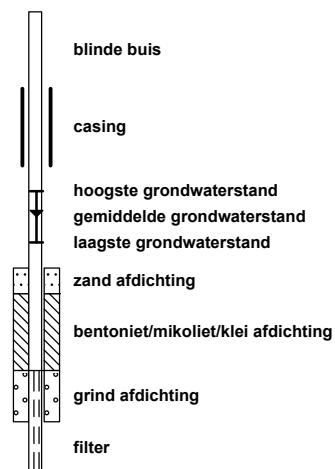 blinde buis
casing
hoogste grondwaterstand
gemiddelde grondwaterstand
laagste grondwaterstand
zand afdichting
bentoniet/mikoliet/klei afdichting
grind afdichting
filter